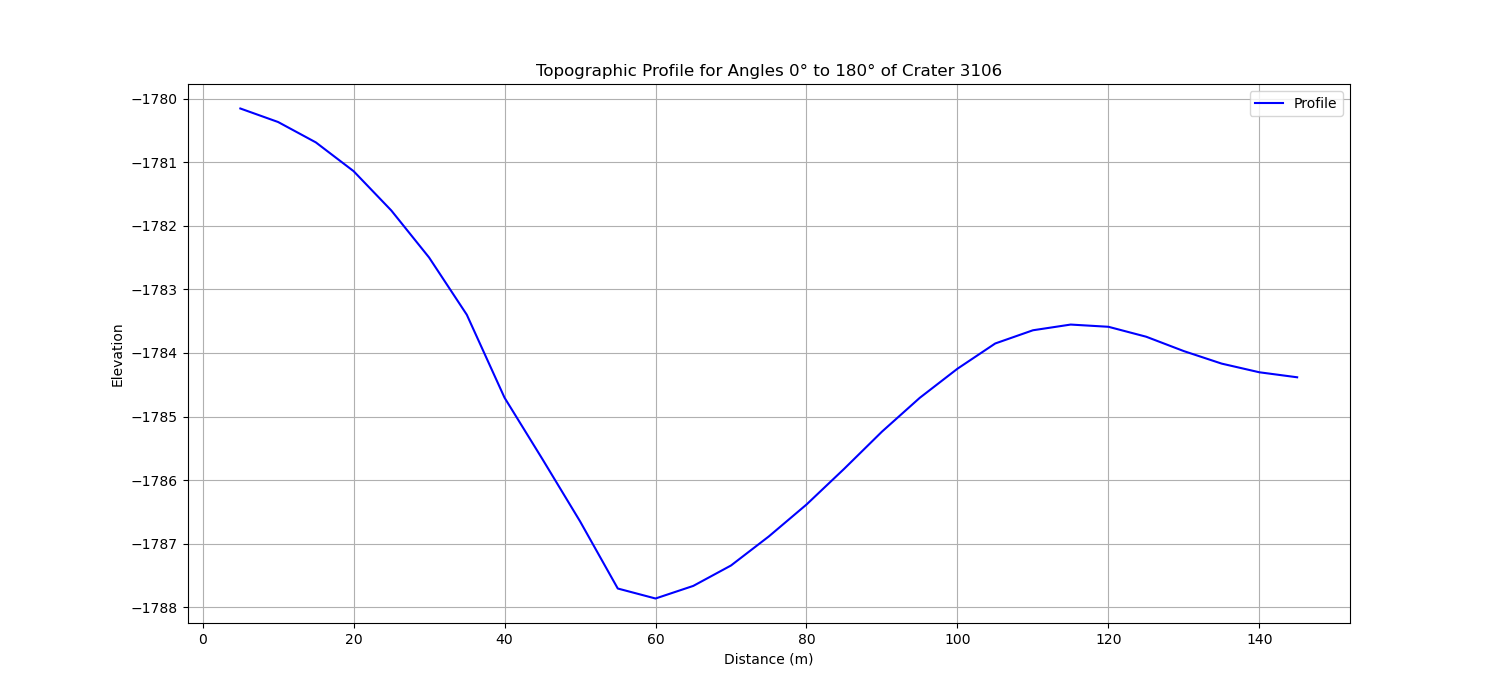 Topographic Profile for Angles 0° to 180° of Crater 3106
Profile
Elevation
−1780
−1781
−1782
−1783
−1784
−1785
−1786
−1787
−1788
0 20 40 60 80 100 120 140
Distance (m)